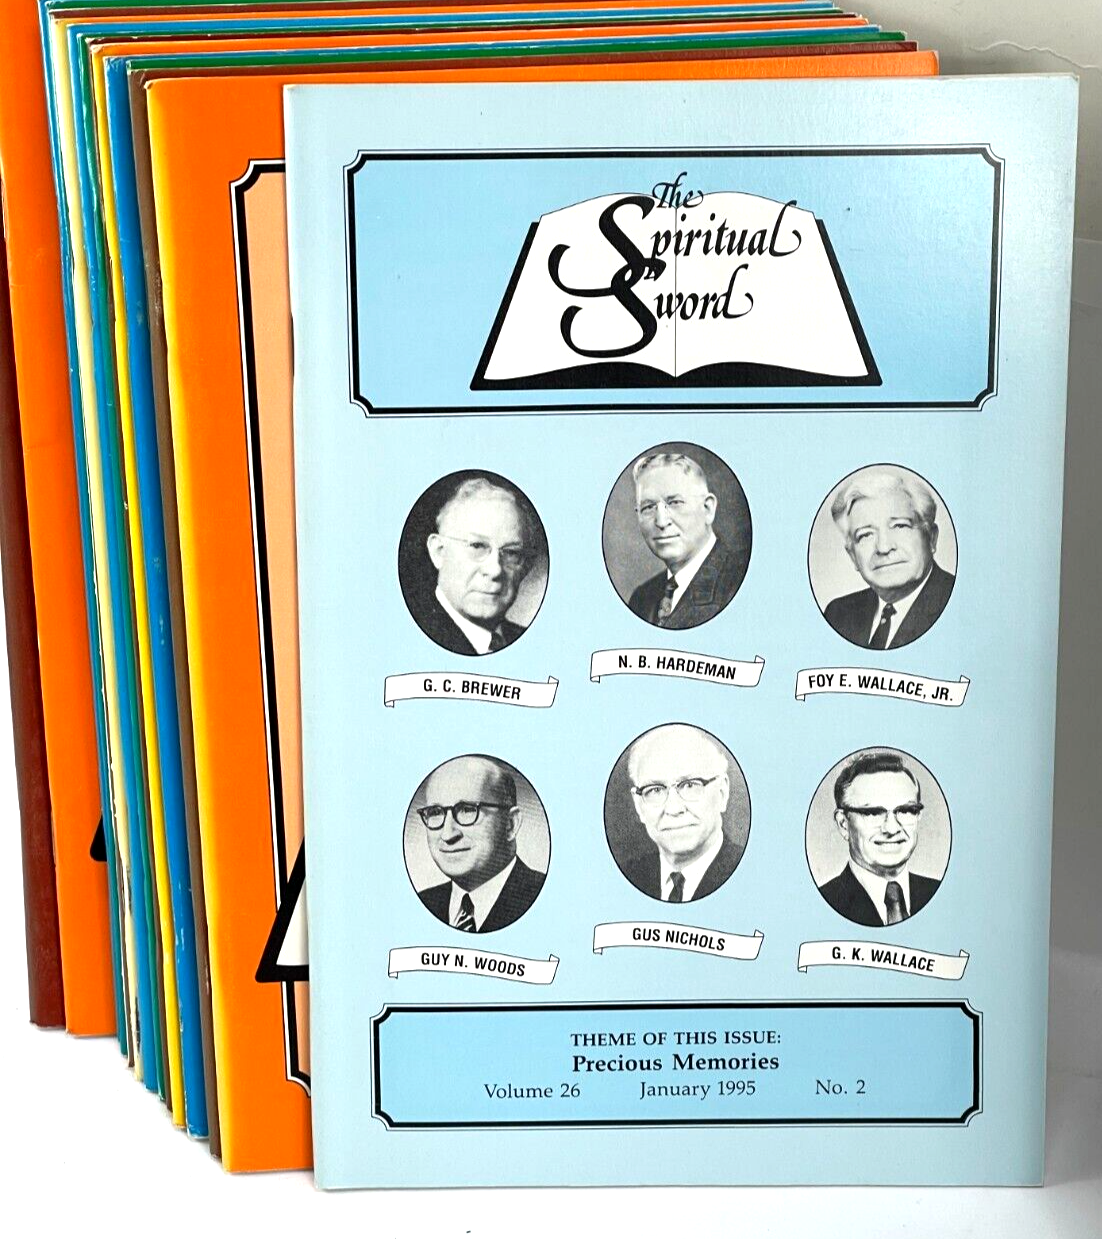 The
Spiritual
Sword
G. C. BREWER
N. B. HARDEMAN
FOY E. WALLACE, JR.
GUY N. WOODS
GUS NICHOLS
G. K. WALLACE
THEME OF THIS ISSUE:
Precious Memories
Volume 26 January 1995 No. 2